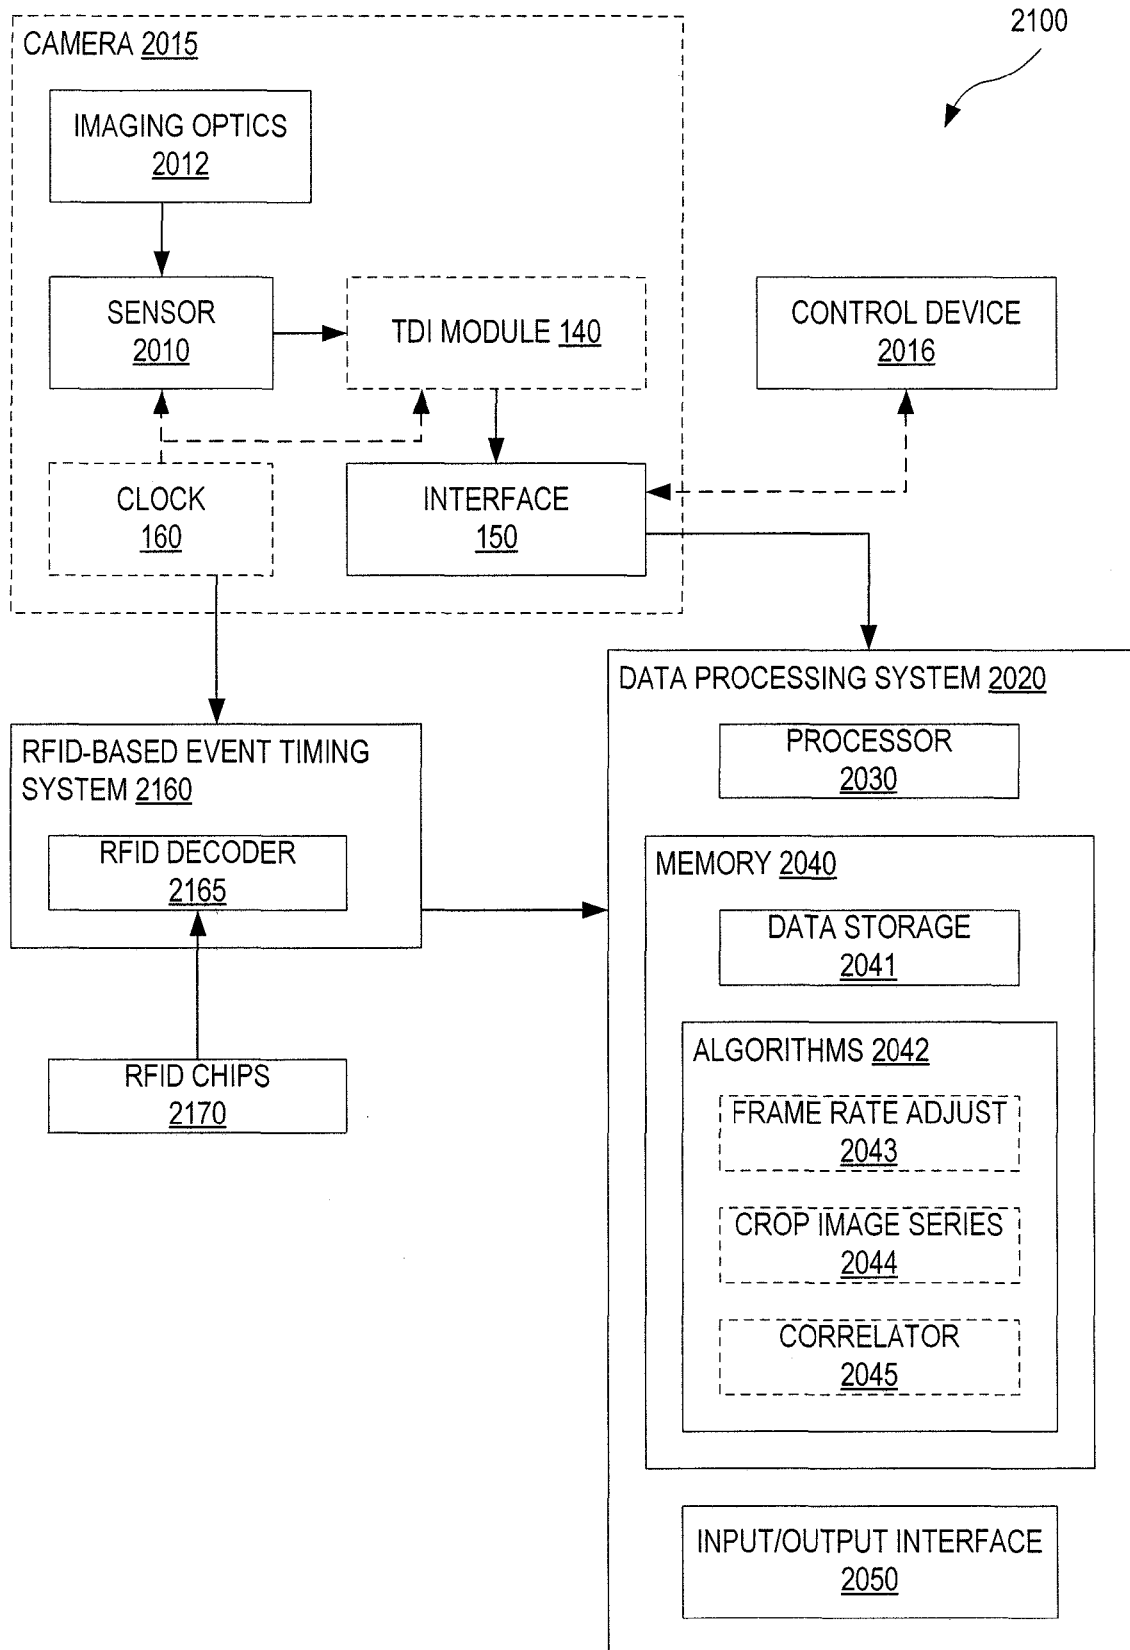 2100
CAMERA 2015
IMAGING OPTICS
2012
SENSOR
2010
TDI MODULE 140
CONTROL DEVICE
2016
CLOCK
160
INTERFACE
150
DATA PROCESSING SYSTEM 2020
PROCESSOR
2030
RFID-BASED EVENT TIMING
SYSTEM 2160
RFID DECODER
2165
MEMORY 2040
DATA STORAGE
2041
ALGORITHMS 2042
RFID CHIPS
2170
FRAME RATE ADJUST
2043
CROP IMAGE SERIES
2044
CORRELATOR
2045
INPUT/OUTPUT INTERFACE
2050